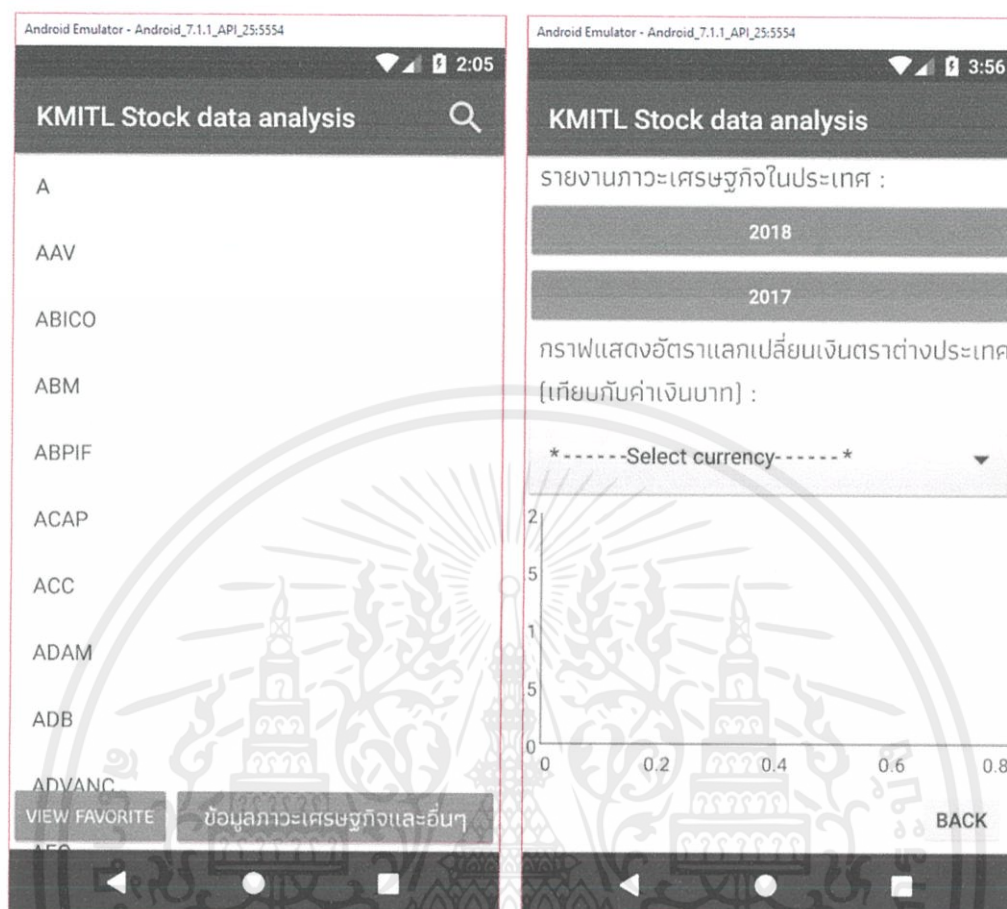 Android Emulator - Android_7.1.1_API_25:5554
2:05
KMITL Stock data analysis
A
AAV
ABICO
ABM
ABPIF
ACAP
ACC
ADAM
ADB
ADVANC
VIEW FAVORITE
ข้อมูลภาวะเศรษฐกิจและอื่นๆ
Android Emulator - Android_7.1.1_API_25:5554
3:56
KMITL Stock data analysis
รายงานภาวะเศรษฐกิจในประเทศ :
2018
2017
กราฟแสดงอัตราแลกเปลี่ยนเงินตราต่างประเทศ
(เทียบกับค่าเงินบาท) :
*------Select currency------*
2
5
1
5
0
0 0.2 0.4 0.6 0.8
BACK